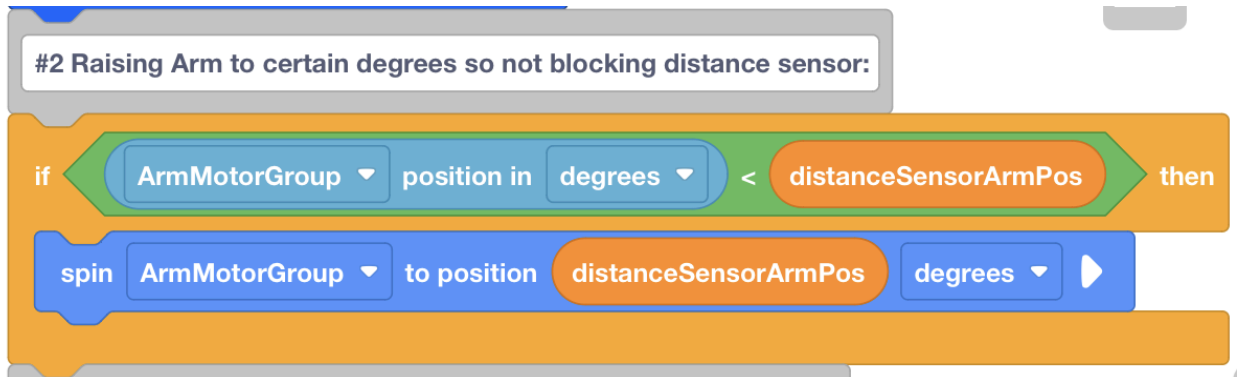 #2 Raising Arm to certain degrees so not blocking distance sensor:
if ArmMotorGroup position in degrees < distanceSensorArmPos then
spin ArmMotorGroup to position distanceSensorArmPos degrees